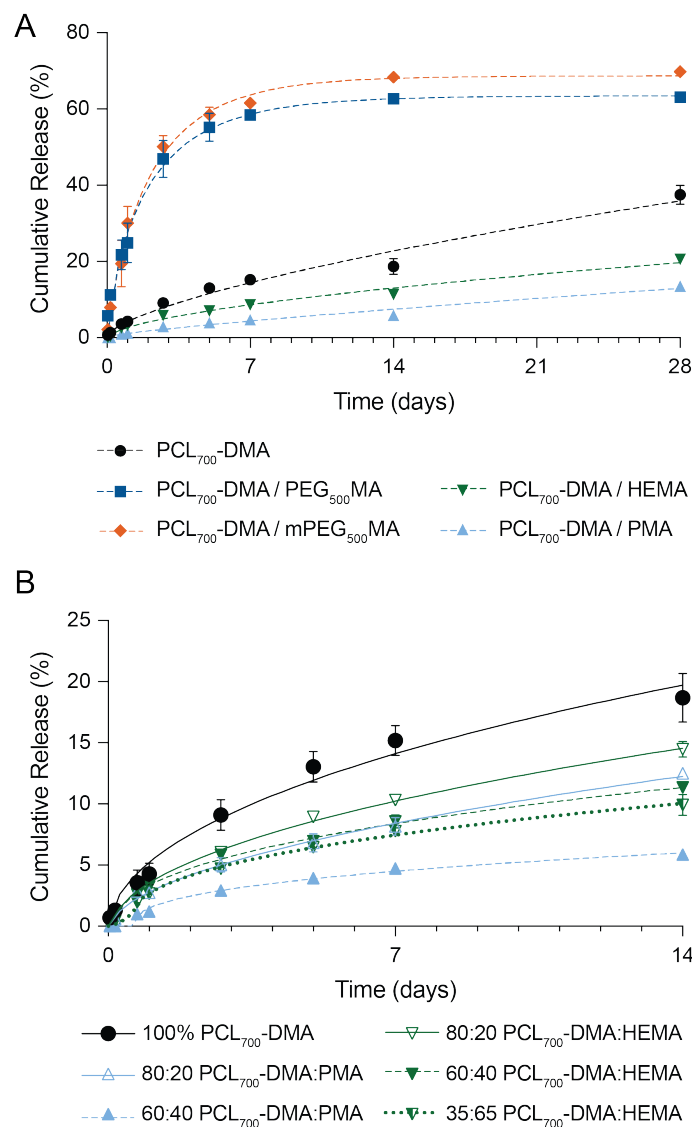 A
Cumulative Release (%)
80
60
40
20
0
0 7 14 21 28
Time (days)
PCL₇₀₀-DMA
PCL₇₀₀-DMA / PEG₅₀₀MA
PCL₇₀₀-DMA / HEMA
PCL₇₀₀-DMA / mPEG₅₀₀MA
PCL₇₀₀-DMA / PMA
B
Cumulative Release (%)
25
20
15
10
5
0
0 7 14
Time (days)
100% PCL₇₀₀-DMA
80:20 PCL₇₀₀-DMA:HEMA
80:20 PCL₇₀₀-DMA:PMA
60:40 PCL₇₀₀-DMA:HEMA
60:40 PCL₇₀₀-DMA:PMA
35:65 PCL₇₀₀-DMA:HEMA